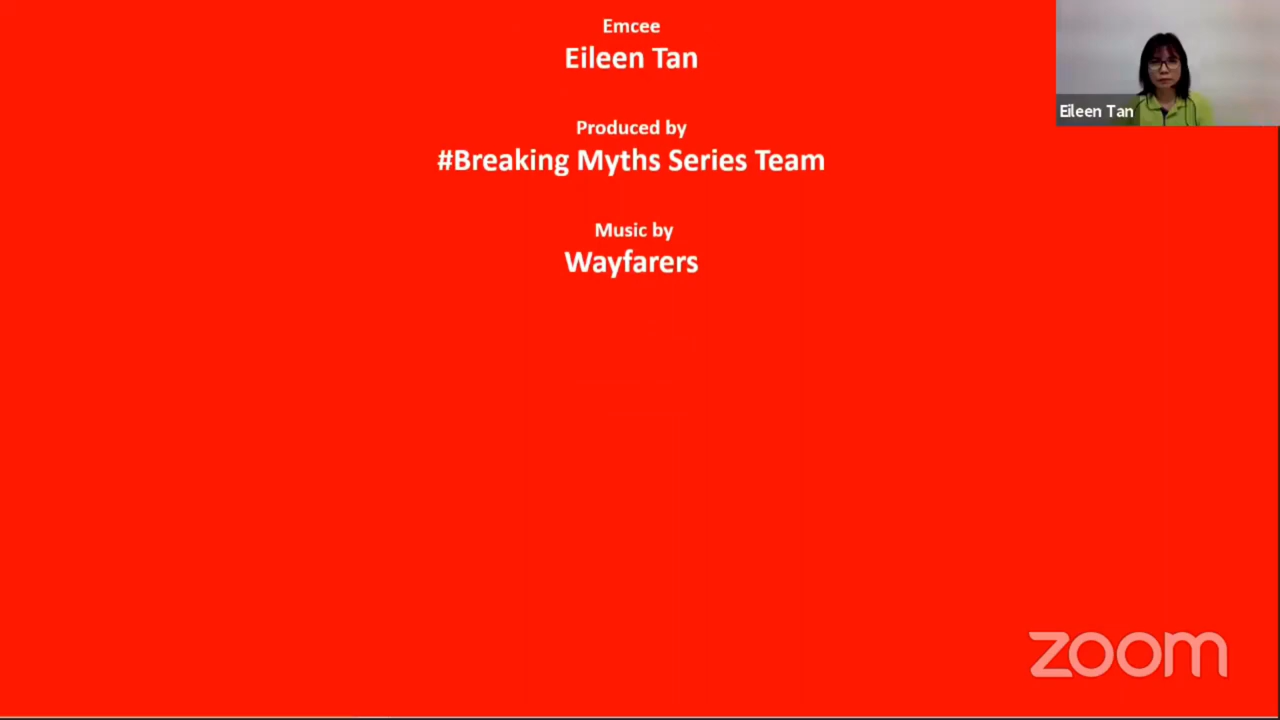 Emcee
Eileen Tan
Produced by
#Breaking Myths Series Team
Music by
Wayfarers
Eileen Tan
zoom